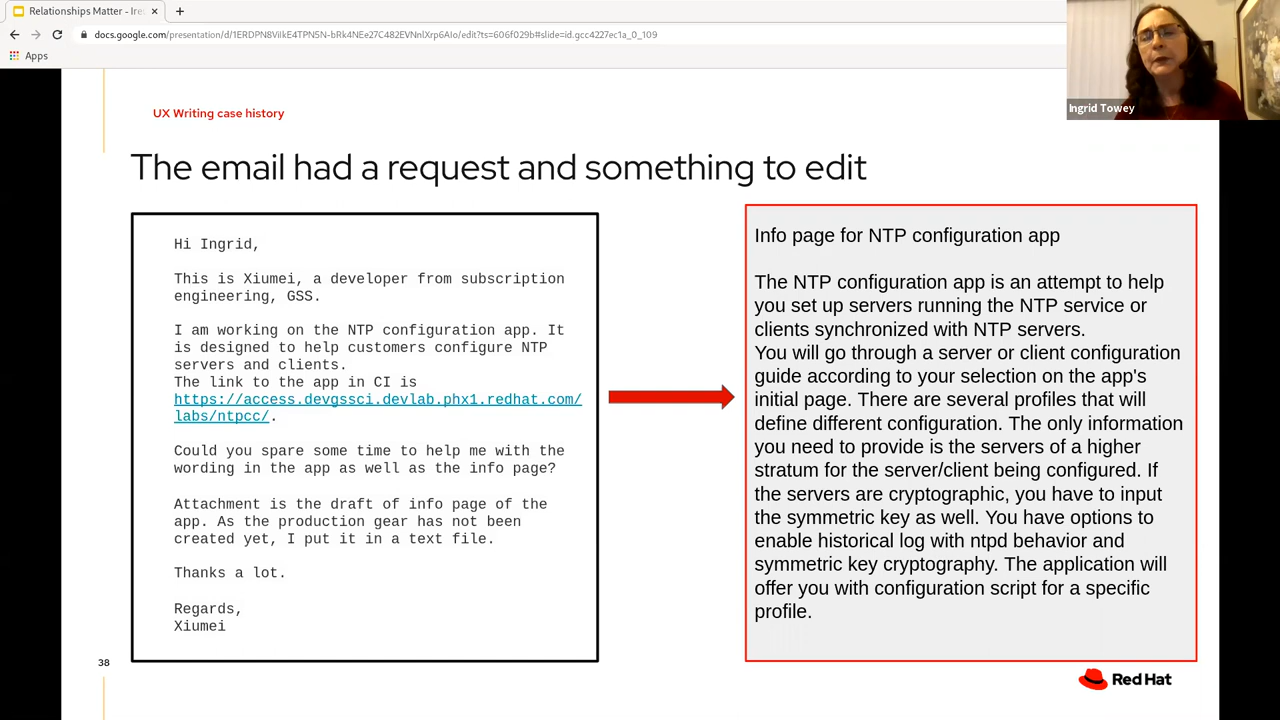 Relationships Matter - Ire
docs.google.com/presentation/d/1ERDPN8ViIkE4TPN5N-bRk4NEe27C482EVNnlXrp6AIo/edit?ts=606f029b#slide=id.gcc4227ec1a_0_109
Apps
Ingrid Towey
UX Writing case history
The email had a request and something to edit
Hi Ingrid,
This is Xiumei, a developer from subscription
engineering, GSS.
I am working on the NTP configuration app. It
is designed to help customers configure NTP
servers and clients.
The link to the app in CI is
https://access.devgssci.devlab.phx1.redhat.com/
labs/ntpcc/.
Could you spare some time to help me with the
wording in the app as well as the info page?
Attachment is the draft of info page of the
app. As the production gear has not been
created yet, I put it in a text file.
Thanks a lot.
Regards,
Xiumei
Info page for NTP configuration app
The NTP configuration app is an attempt to help
you set up servers running the NTP service or
clients synchronized with NTP servers.
You will go through a server or client configuration
guide according to your selection on the app's
initial page. There are several profiles that will
define different configuration. The only information
you need to provide is the servers of a higher
stratum for the server/client being configured. If
the servers are cryptographic, you have to input
the symmetric key as well. You have options to
enable historical log with ntpd behavior and
symmetric key cryptography. The application will
offer you with configuration script for a specific
profile.
38
Red Hat